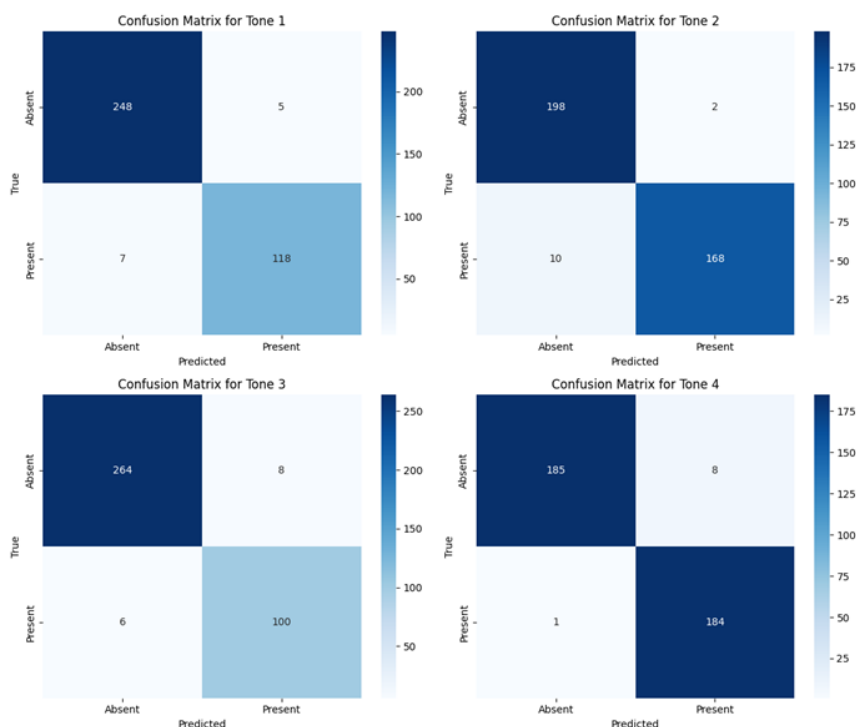 Confusion Matrix for Tone 1
Absent
248
5
200
150
True
100
Present
7
118
50
Absent
Present
Predicted
Confusion Matrix for Tone 2
175
Absent
198
2
150
125
True
100
75
Present
10
168
50
25
Absent
Present
Predicted
Confusion Matrix for Tone 3
250
Absent
264
8
200
150
True
100
Present
6
100
50
Absent
Present
Predicted
Confusion Matrix for Tone 4
175
Absent
185
8
150
125
True
100
75
Present
1
184
50
25
Absent
Present
Predicted